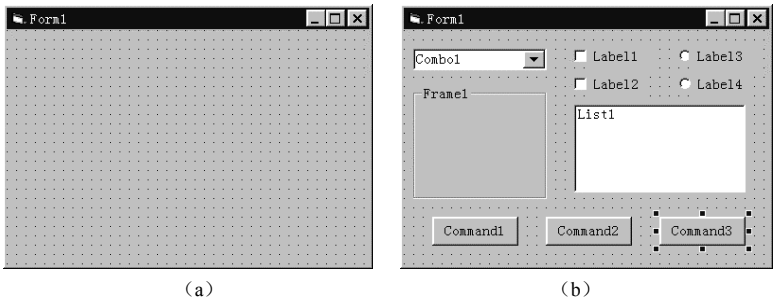 Form1
Form1
Combo1
Label1
Label3
Label2
Label4
Frame1
List1
Command1
Command2
Command3
（a）
（b）